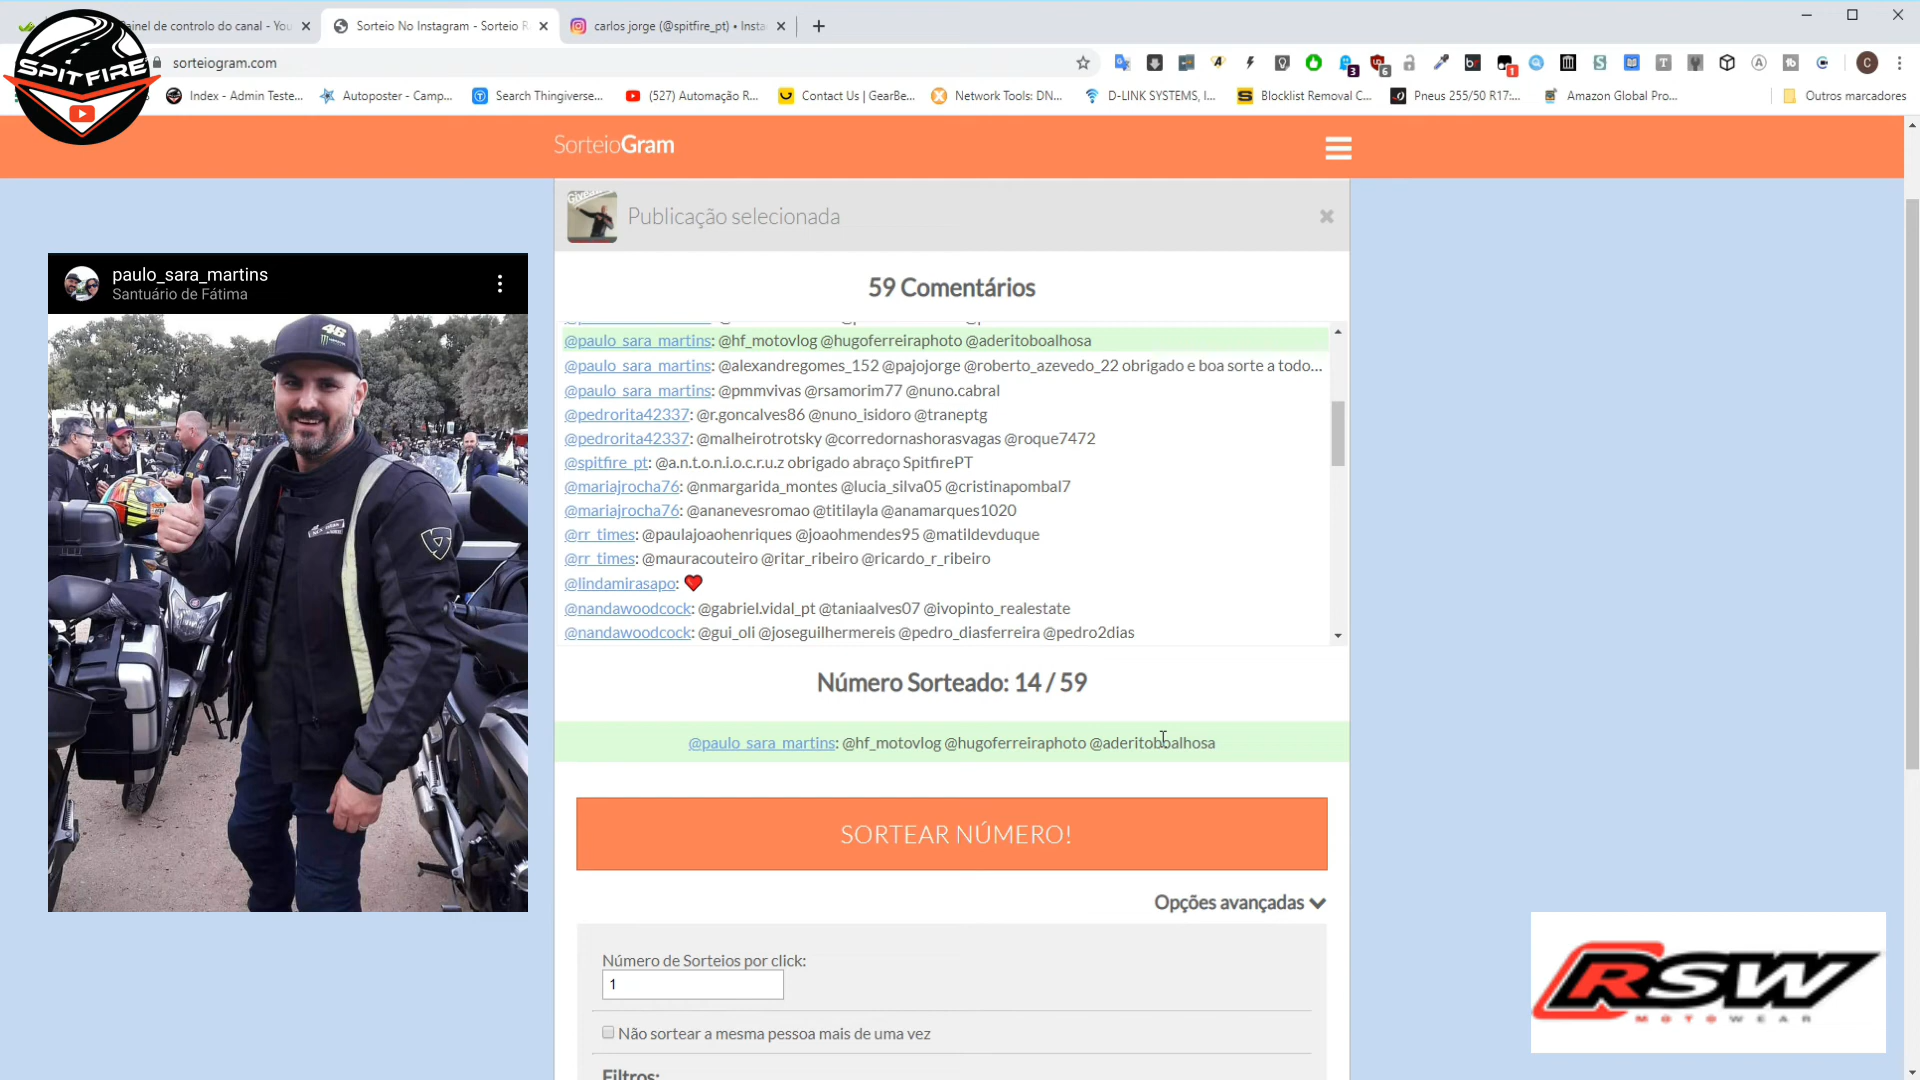 Painel de controlo do canal - You
Sorteio No Instagram - Sorteio R
carlos jorge (@spitfire_pt) • Insta
sorteiogram.com
Index - Admin Teste...
Autoposter - Camp...
Search Thingiverse...
(527) Automação R...
Contact Us | GearBe...
Network Tools: DN...
D-LINK SYSTEMS, I...
Blocklist Removal C...
Pneus 255/50 R17:...
Amazon Global Pro...
Outros marcadores
SPITFIRE
SorteioGram
Publicação selecionada
paulo_sara_martins
Santuário de Fátima
59 Comentários
@paulo_sara_martins: @hf_motovlog @hugoferreiraphoto @aderitoboalhosa
@paulo_sara_martins: @alexandregomes_152 @pajojorge @roberto_azevedo_22 obrigado e boa sorte a todo...
@paulo_sara_martins: @pmmvivas @rsamorim77 @nuno.cabral
@pedrorita42337: @r.goncalves86 @nuno_isidoro @traneptg
@pedrorita42337: @malheirotrotsky @corredornashorasvagas @roque7472
@spitfire_pt: @a.n.t.o.n.i.o.c.r.u.z obrigado abraço SpitfirePT
@mariajrocha76: @nmargarida_montes @lucia_silva05 @cristinapombal7
@mariajrocha76: @ananevesromao @titilayla @anamarques1020
@rr_times: @paulajoaohenriques @joaohmendes95 @matildevduque
@rr_times: @mauracouteiro @ritar_ribeiro @ricardo_r_ribeiro
@lindamirasapo: ❤
@nandawoodcock: @gabriel.vidal_pt @taniaalves07 @ivopinto_realestate
@nandawoodcock: @gui_oli @joseguilhermereis @pedro_diasferreira @pedro2dias
Número Sorteado: 14 / 59
@paulo_sara_martins: @hf_motovlog @hugoferreiraphoto @aderitoboalhosa
SORTEAR NÚMERO!
Opções avançadas
Número de Sorteios por click:
1
Não sortear a mesma pessoa mais de uma vez
Filtros:
RSW
MOTOWEAR